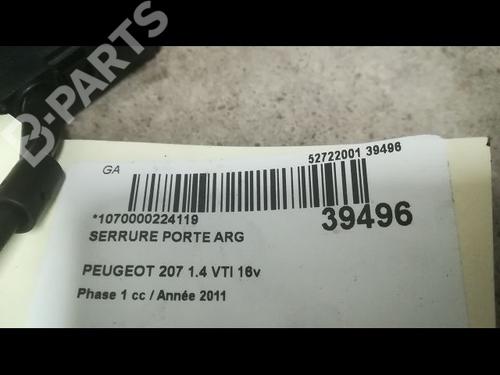 B-PARTS
GA
52722001 39496
*1070000224119
39496
SERRURE PORTE ARG
PEUGEOT 207 1.4 VTI 16v
Phase 1 cc / Année 2011